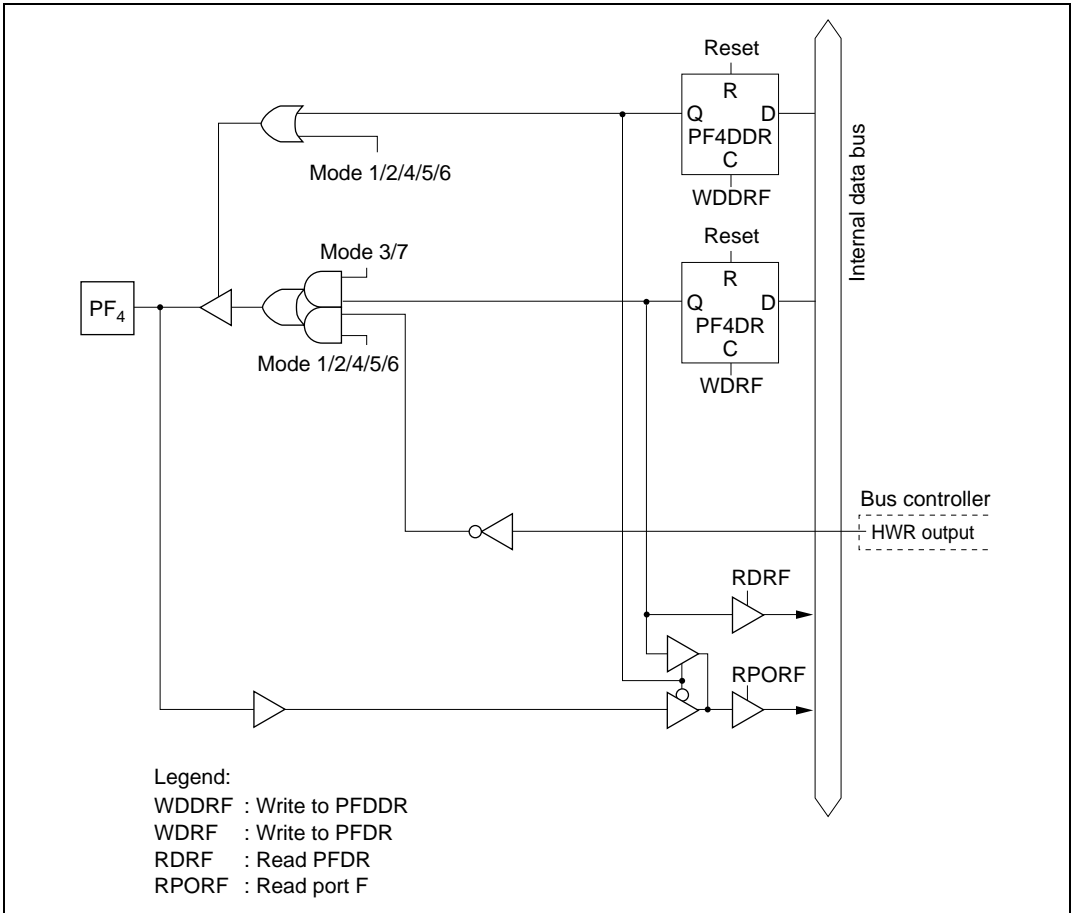 Reset
R
Q D
PF4DDR
C
WDDRF
Mode 1/2/4/5/6
Internal data bus
Reset
R
Q D
PF4DR
C
WDRF
Mode 3/7
PF4
Mode 1/2/4/5/6
Bus controller
HWR output
RDRF
RPORF
Legend:
WDDRF : Write to PFDDR
WDRF : Write to PFDR
RDRF : Read PFDR
RPORF : Read port F